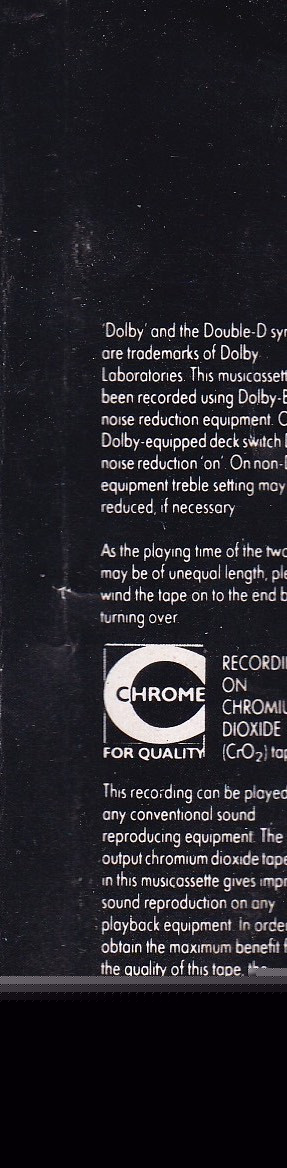 'Dolby' and the Double-D sy
are trademarks of Dolby
Laboratories. This musicassett
been recorded using Dolby-B
noise reduction equipment. O
Dolby-equipped deck switch D
noise reduction 'on'. On non-D
equipment treble setting may
reduced, if necessary
As the playing time of the two
may be of unequal length, ple
wind the tape on to the end b
turning over.
CHROME
FOR QUALITY
RECORDI
ON
CHROMIU
DIOXIDE
(CrO₂) tap
This recording can be played
any conventional sound
reproducing equipment. The
output chromium dioxide tape
in this musicassette gives impr
sound reproduction on any
playback equipment. In order
obtain the maximum benefit f
the quality of this tape, the